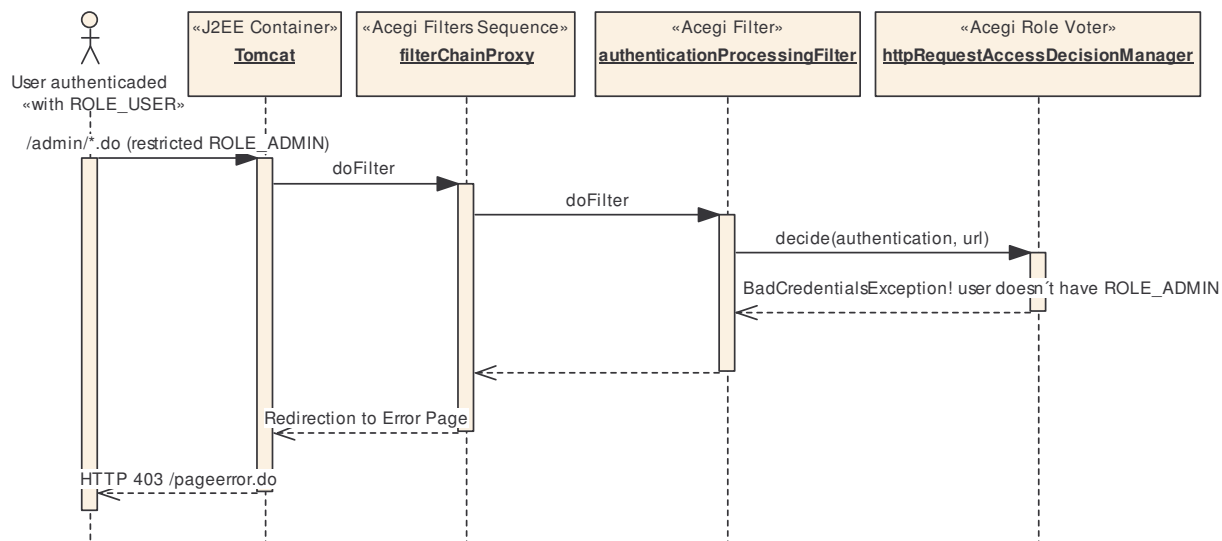 «J2EE Container»
Tomcat
«Acegi Filters Sequence»
filterChainProxy
«Acegi Filter»
authenticationProcessingFilter
«Acegi Role Voter»
httpRequestAccessDecisionManager
User authenticaded
«with ROLE_USER»
/admin/*.do (restricted ROLE_ADMIN)
doFilter
doFilter
decide(authentication, url)
BadCredentialsException! user doesn´t have ROLE_ADMIN
Redirection to Error Page
HTTP 403 /pageerror.do